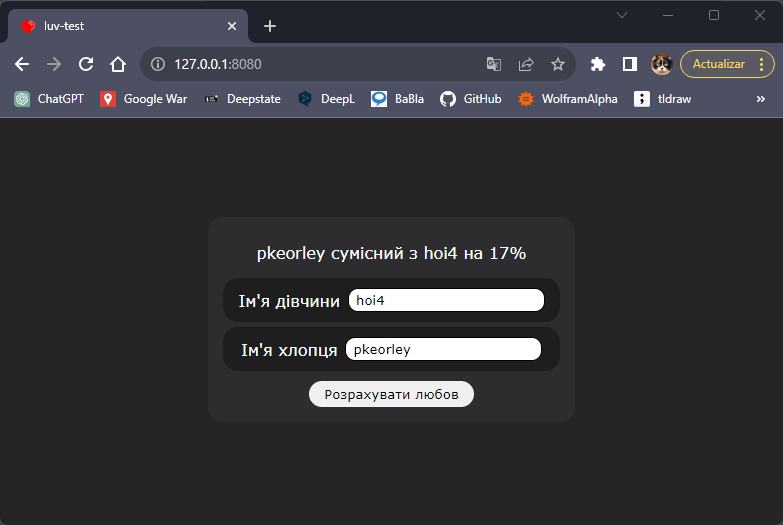 luv-test
127.0.0.1:8080
Actualizar
ChatGPT Google War Deepstate DeepL BaBla GitHub WolframAlpha tldraw »
pkeorley сумісний з hoi4 на 17%
Ім'я дівчини hoi4
Ім'я хлопця pkeorley
Розрахувати любов